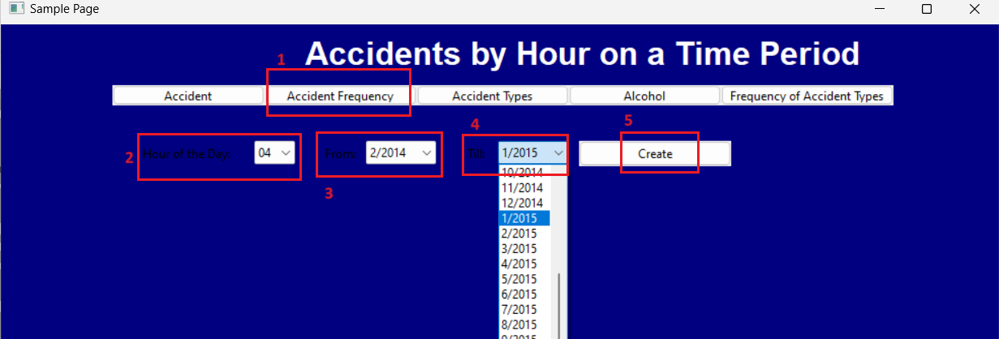 Sample Page
Accidents by Hour on a Time Period
1
Accident
Accident Frequency
Accident Types
Alcohol
Frequency of Accident Types
2
Hour of the Day:
04
From:
2/2014
3
4
Till:
1/2015
10/2014
11/2014
12/2014
1/2015
2/2015
3/2015
4/2015
5/2015
6/2015
7/2015
8/2015
9/2015
5
Create